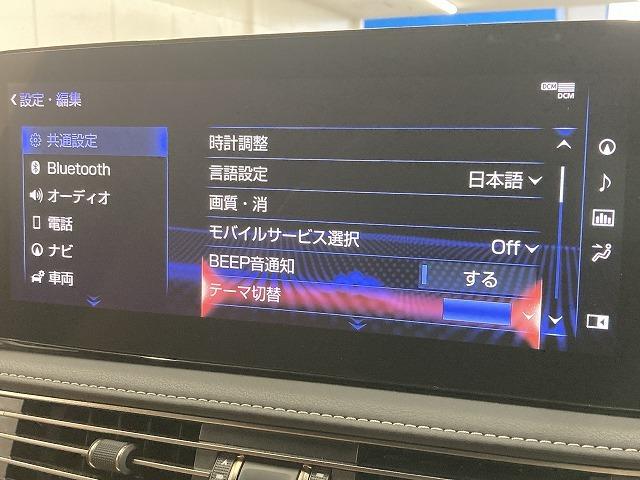 設定・編集
DCM
DCM
共通設定
Bluetooth
オーディオ
電話
ナビ
車両
時計調整
言語設定 日本語
画質・消
モバイルサービス選択 Off
BEEP音通知 する
テーマ切替